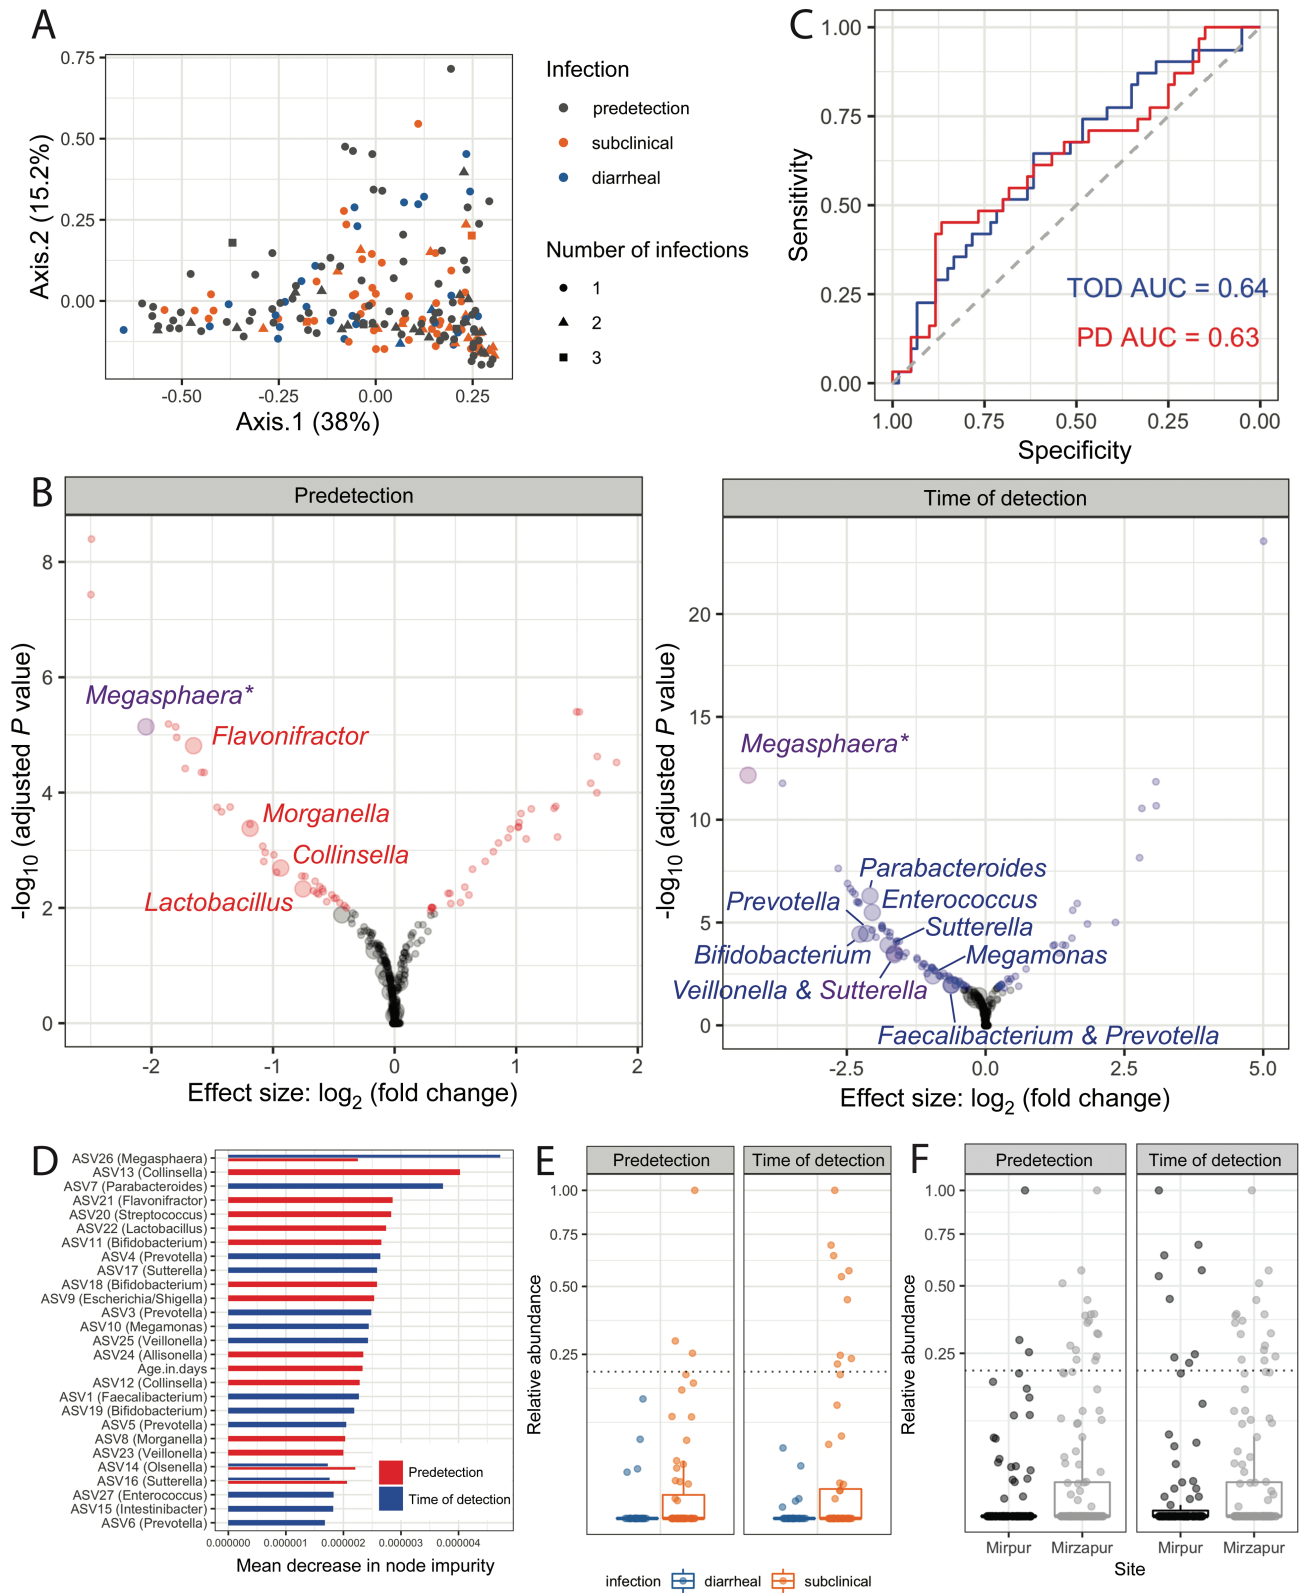 A
0.75
0.50
0.25
0.00
Axis.2 (15.2%)
-0.50
-0.25
0.00
0.25
Axis.1 (38%)
Infection
predetection
subclinical
diarrheal
Number of infections
1
2
3
C
1.00
0.75
0.50
0.25
0.00
Sensitivity
TOD AUC = 0.64
PD AUC = 0.63
1.00
0.75
0.50
0.25
0.00
Specificity
B
Predetection
8
6
4
2
0
-log10 (adjusted P value)
Megasphaera*
Flavonifractor
Morganella
Collinsella
Lactobacillus
-2
-1
0
1
2
Effect size: log2 (fold change)
Time of detection
20
15
10
5
0
-log10 (adjusted P value)
Megasphaera*
Parabacteroides
Prevotella
Enterococcus
Sutterella
Bifidobacterium
Megamonas
Veillonella & Sutterella
Faecalibacterium & Prevotella
-2.5
0.0
2.5
5.0
Effect size: log2 (fold change)
D
ASV26 (Megasphaera)
ASV13 (Collinsella)
ASV7 (Parabacteroides)
ASV21 (Flavonifractor)
ASV20 (Streptococcus)
ASV22 (Lactobacillus)
ASV11 (Bifidobacterium)
ASV4 (Prevotella)
ASV17 (Sutterella)
ASV18 (Bifidobacterium)
ASV9 (Escherichia/Shigella)
ASV3 (Prevotella)
ASV10 (Megamonas)
ASV25 (Veillonella)
ASV24 (Allisonella)
Age.in.days
ASV12 (Collinsella)
ASV1 (Faecalibacterium)
ASV19 (Bifidobacterium)
ASV5 (Prevotella)
ASV8 (Morganella)
ASV23 (Veillonella)
ASV14 (Olsenella)
ASV16 (Sutterella)
ASV27 (Enterococcus)
ASV15 (Intestinibacter)
ASV6 (Prevotella)
Predetection
Time of detection
0.000000
0.000001
0.000002
0.000003
0.000004
Mean decrease in node impurity
E
Predetection
Time of detection
1.00
0.75
0.50
0.25
Relative abundance
infection
diarrheal
subclinical
F
Predetection
Time of detection
1.00
0.75
0.50
0.25
Relative abundance
Mirpur
Mirzapur
Mirpur
Mirzapur
Site